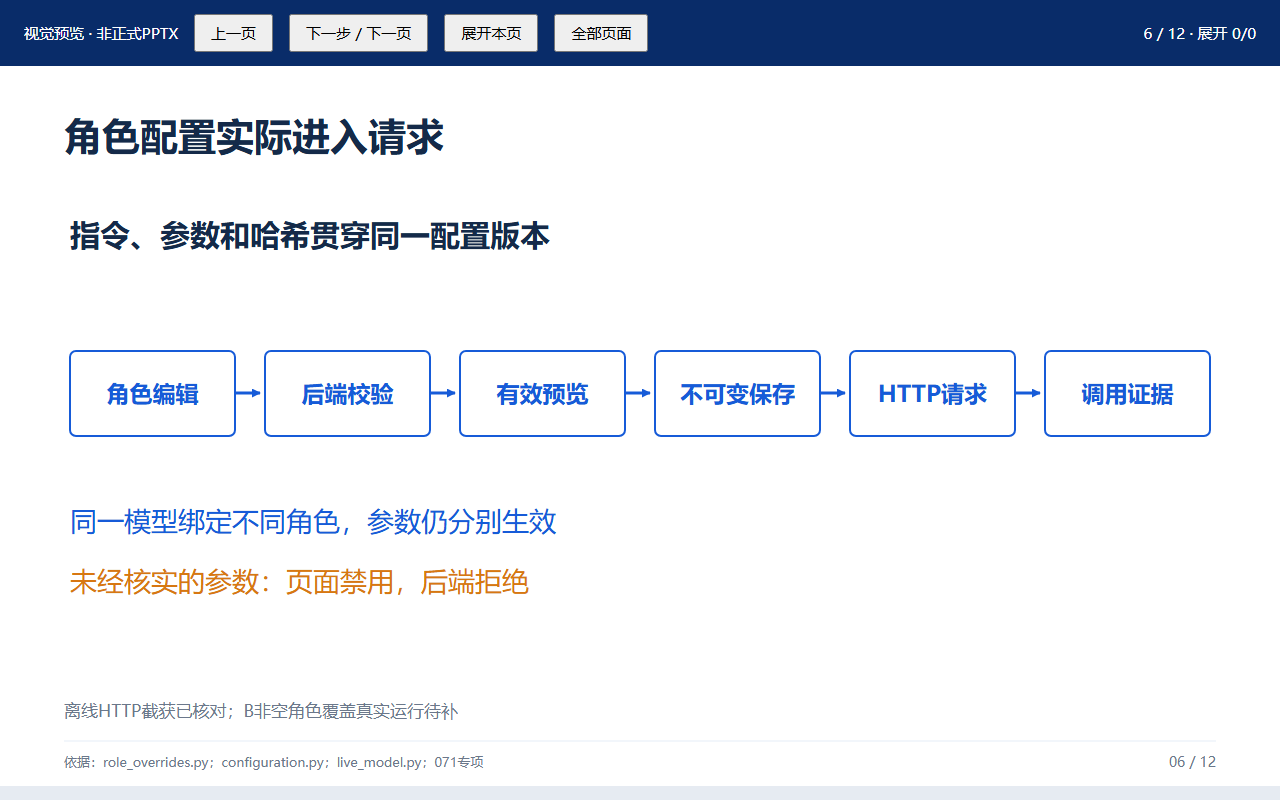 视觉预览 · 非正式PPTX 上一页 下一步 / 下一页 展开本页 全部页面 6 / 12 · 展开 0/0
角色配置实际进入请求
指令、参数和哈希贯穿同一配置版本
角色编辑 后端校验 有效预览 不可变保存 HTTP请求 调用证据
同一模型绑定不同角色，参数仍分别生效
未经核实的参数：页面禁用，后端拒绝
离线HTTP截获已核对；B非空角色覆盖真实运行待补
依据：role_overrides.py；configuration.py；live_model.py；071专项 06 / 12